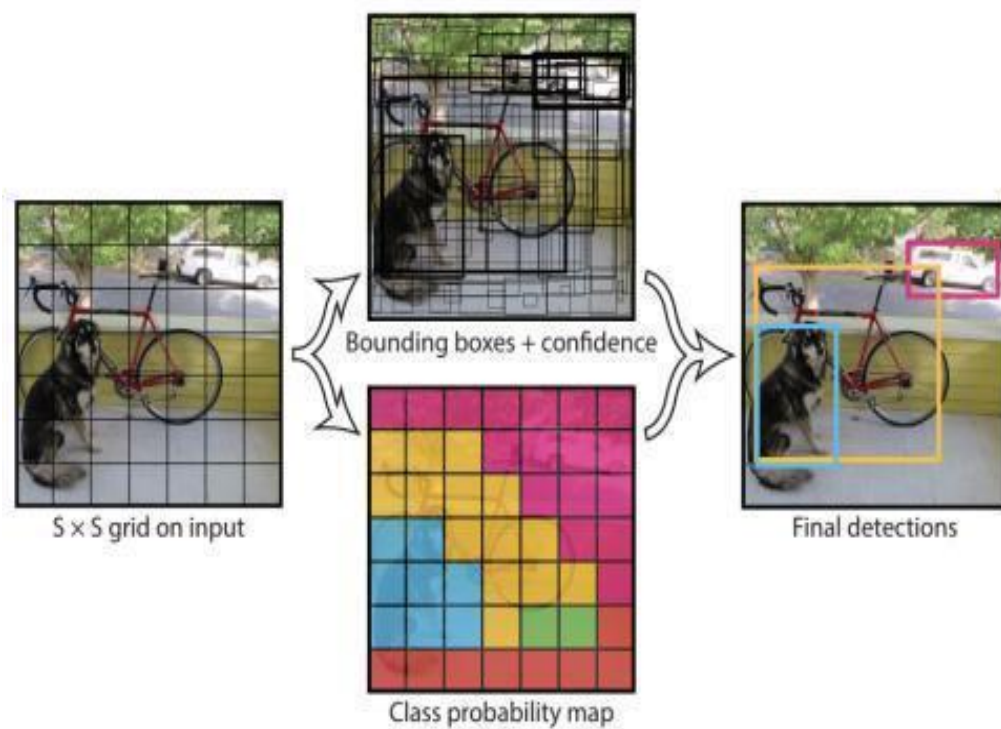 Bounding boxes + confidence
S × S grid on input
Final detections
Class probability map